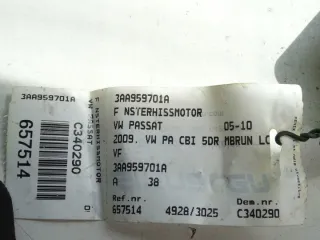 3AA959701A
F NSTERHISSMOTOR
VW PASSAT 05-10
2009. VW PA CBI 5DR MBRUN LC
VF
3AA959701A
A 38
Ref.nr. Dem.nr.
657514 4928/3025 C340290
3AA959701A
F NSTERHISSMOTOR
VW PASSAT
C340290
657514